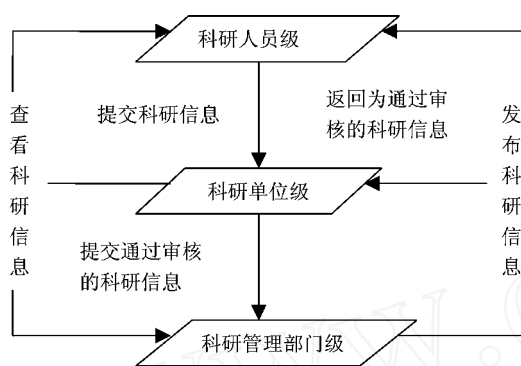 科研人员级
提交科研信息
返回为通过审
核的科研信息
查看科研信息
发布科研信息
科研单位级
提交通过审核
的科研信息
科研管理部门级
www.